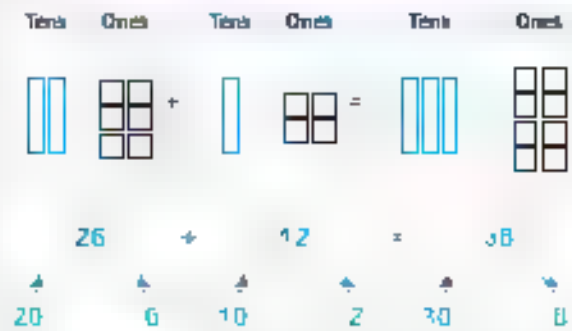 Tens Ones Tens Ones Tens Ones
+ =
26 + 12 = 38
20 6 10 2 30 8